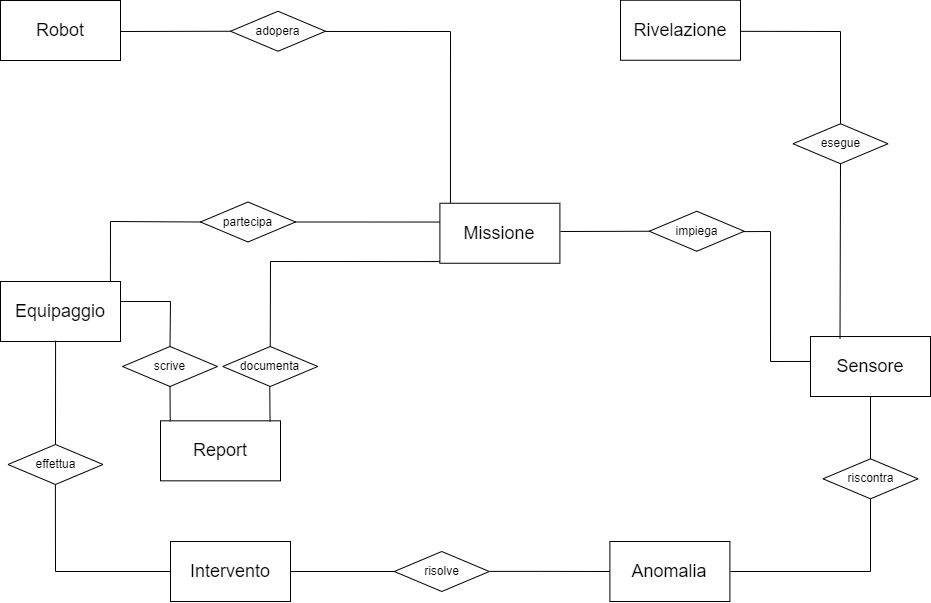 Robot
adopera
Rivelazione
esegue
partecipa
Missione
impiega
Equipaggio
scrive
documenta
Sensore
Report
effettua
riscontra
Intervento
risolve
Anomalia